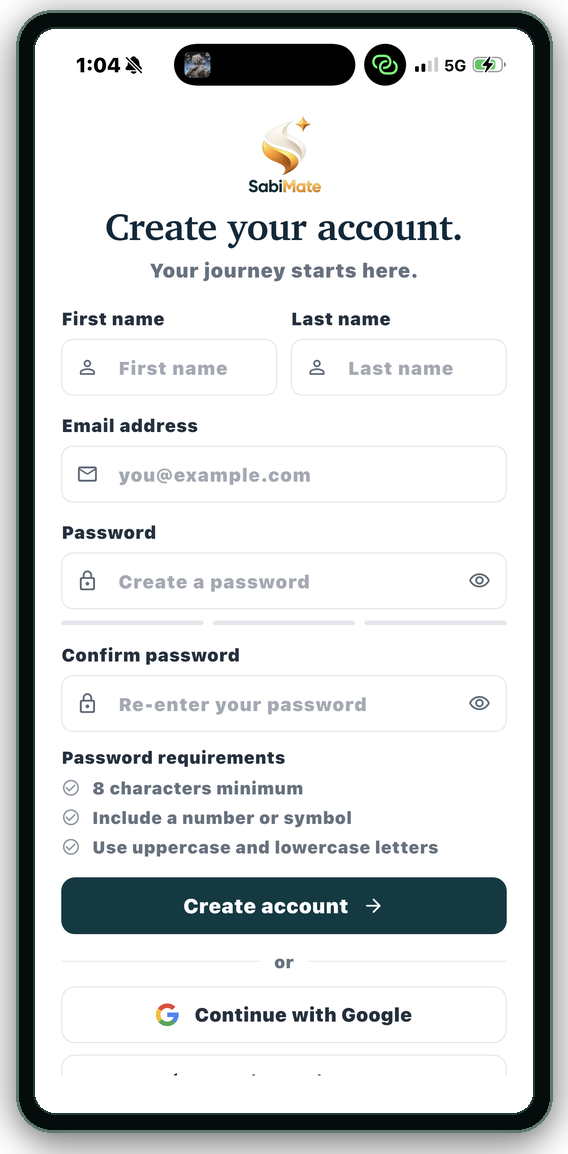 1:04 5G
SabiMate
Create your account.
Your journey starts here.
First name Last name
First name Last name
Email address
you@example.com
Password
Create a password
Confirm password
Re-enter your password
Password requirements
8 characters minimum
Include a number or symbol
Use uppercase and lowercase letters
Create account →
or
Continue with Google